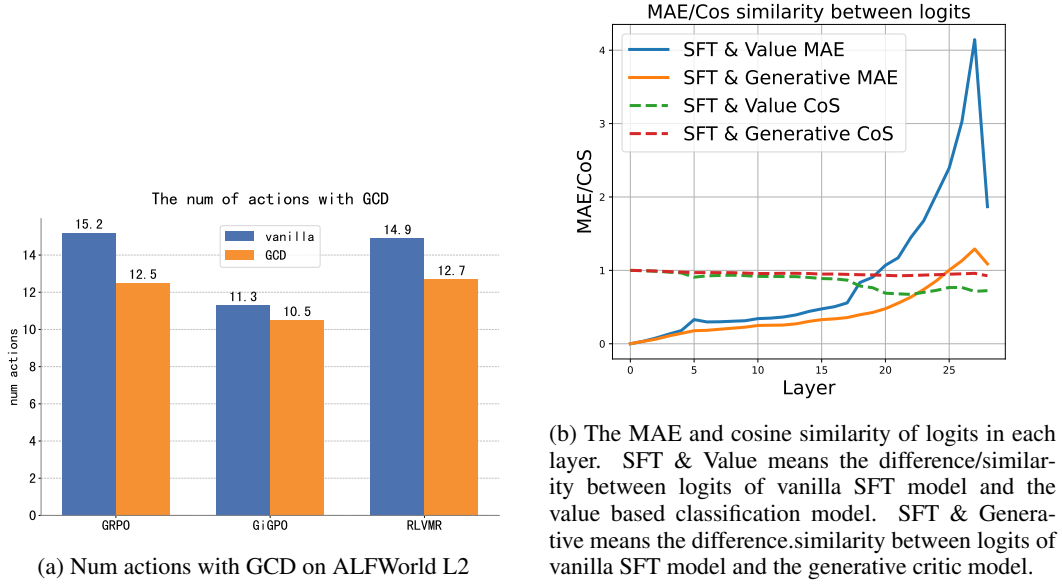 The num of actions with GCD
vanilla
GCD
15.2
12.5
11.3
10.5
14.9
12.7
num actions
14
12
10
8
6
4
2
0
GRPO
GiGPO
RLVMR
(a) Num actions with GCD on ALFWorld L2
MAE/Cos similarity between logits
SFT & Value MAE
SFT & Generative MAE
SFT & Value CoS
SFT & Generative CoS
MAE/CoS
4
3
2
1
0
0
5
10
15
20
25
Layer
(b) The MAE and cosine similarity of logits in each
layer. SFT & Value means the difference/similar-
ity between logits of vanilla SFT model and the
value based classification model. SFT & Genera-
tive means the difference.similarity between logits of
vanilla SFT model and the generative critic model.